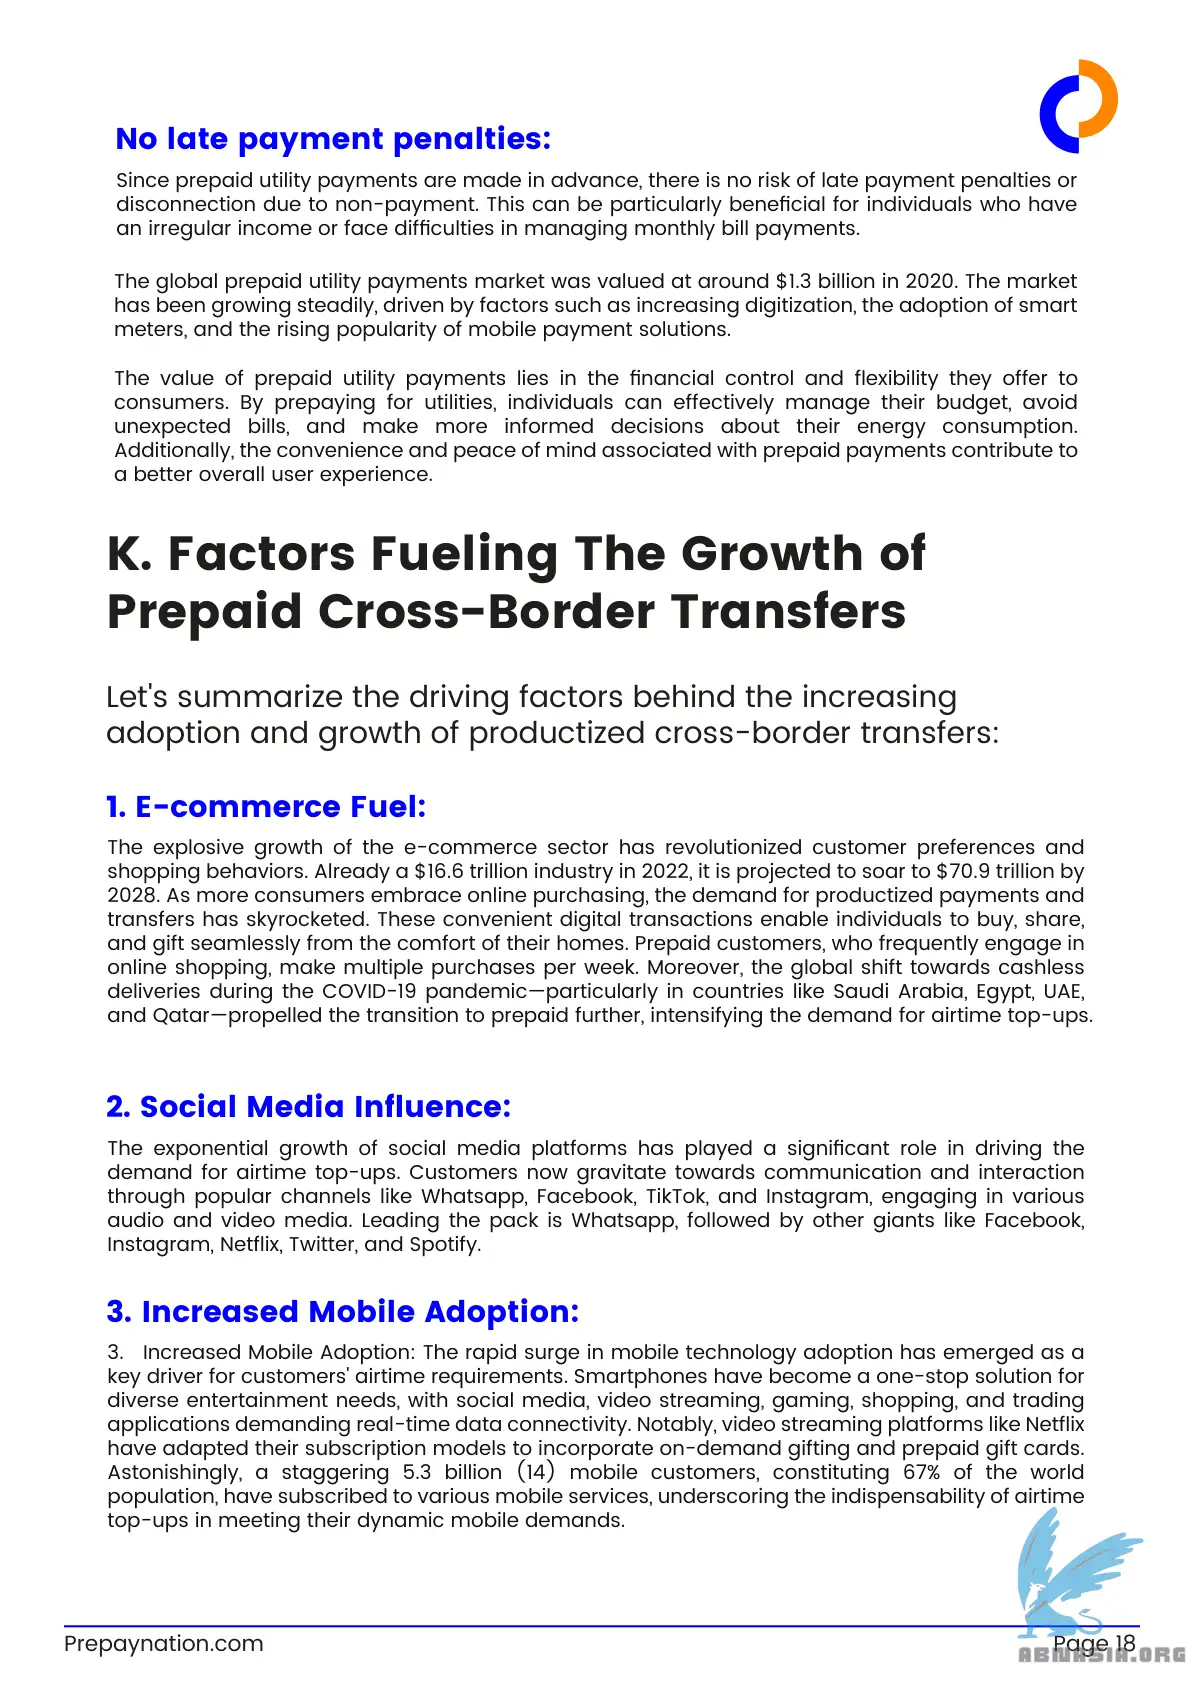 No late payment penalties:
Since prepaid utility payments are made in advance, there is no risk of late payment penalties or
disconnection due to non-payment. This can be particularly beneficial for individuals who have
an irregular income or face difficulties in managing monthly bill payments.
The global prepaid utility payments market was valued at around $1.3 billion in 2020. The market
has been growing steadily, driven by factors such as increasing digitization, the adoption of smart
meters, and the rising popularity of mobile payment solutions.
The value of prepaid utility payments lies in the financial control and flexibility they offer to
consumers. By prepaying for utilities, individuals can effectively manage their budget, avoid
unexpected bills, and make more informed decisions about their energy consumption.
Additionally, the convenience and peace of mind associated with prepaid payments contribute to
a better overall user experience.
K. Factors Fueling The Growth of
Prepaid Cross-Border Transfers
Let's summarize the driving factors behind the increasing
adoption and growth of productized cross-border transfers:
1. E-commerce Fuel:
The explosive growth of the e-commerce sector has revolutionized customer preferences and
shopping behaviors. Already a $16.6 trillion industry in 2022, it is projected to soar to $70.9 trillion by
2028. As more consumers embrace online purchasing, the demand for productized payments and
transfers has skyrocketed. These convenient digital transactions enable individuals to buy, share,
and gift seamlessly from the comfort of their homes. Prepaid customers, who frequently engage in
online shopping, make multiple purchases per week. Moreover, the global shift towards cashless
deliveries during the COVID-19 pandemic—particularly in countries like Saudi Arabia, Egypt, UAE,
and Qatar—propelled the transition to prepaid further, intensifying the demand for airtime top-ups.
2. Social Media Influence:
The exponential growth of social media platforms has played a significant role in driving the
demand for airtime top-ups. Customers now gravitate towards communication and interaction
through popular channels like Whatsapp, Facebook, TikTok, and Instagram, engaging in various
audio and video media. Leading the pack is Whatsapp, followed by other giants like Facebook,
Instagram, Netflix, Twitter, and Spotify.
3. Increased Mobile Adoption:
3. Increased Mobile Adoption: The rapid surge in mobile technology adoption has emerged as a
key driver for customers' airtime requirements. Smartphones have become a one-stop solution for
diverse entertainment needs, with social media, video streaming, gaming, shopping, and trading
applications demanding real-time data connectivity. Notably, video streaming platforms like Netflix
have adapted their subscription models to incorporate on-demand gifting and prepaid gift cards.
Astonishingly, a staggering 5.3 billion (14) mobile customers, constituting 67% of the world
population, have subscribed to various mobile services, underscoring the indispensability of airtime
top-ups in meeting their dynamic mobile demands.
Prepaynation.com
Page 18
ABNASIA.ORG